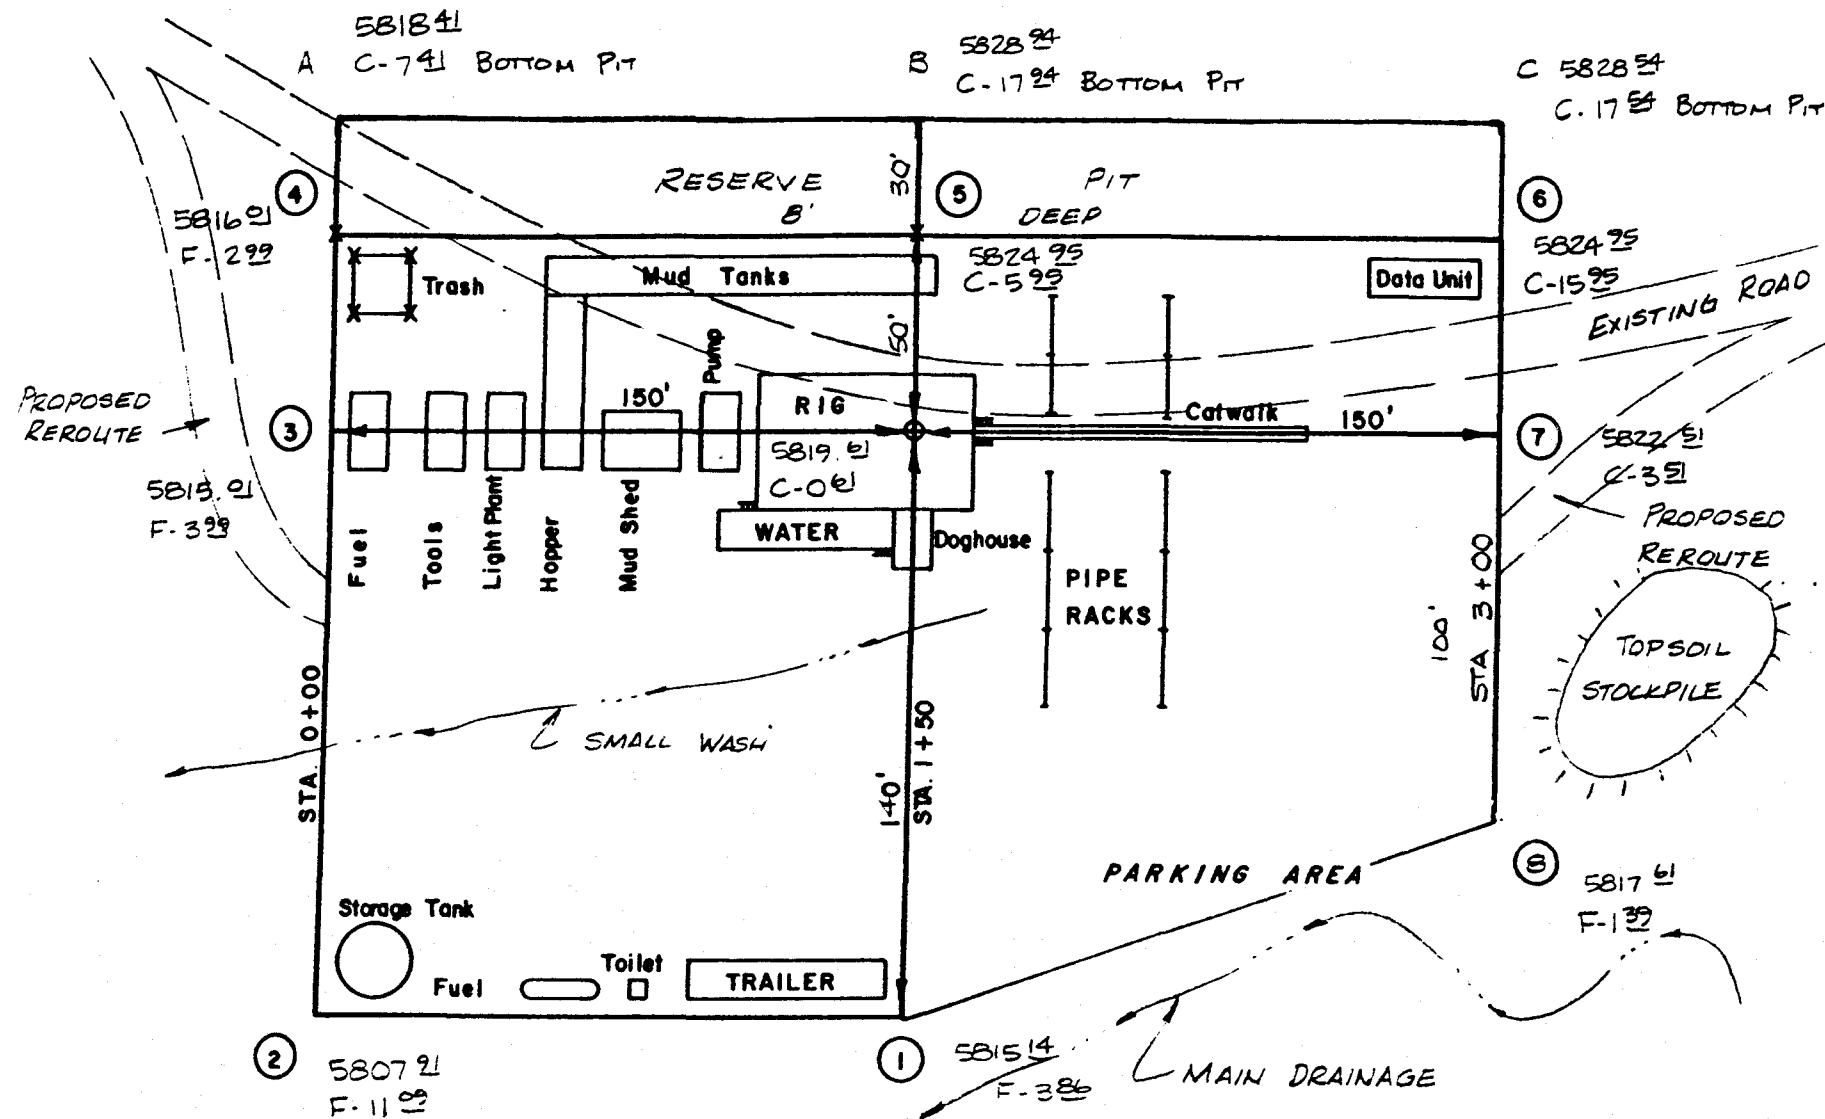 A 5818 41
C-7 41 BOTTOM PIT
B 5828 94
C-17 94 BOTTOM PIT
C 5828 54
C-17 54 BOTTOM PIT
4
5816 01
F-2 99
RESERVE PIT
8' DEEP
30'
5
5824 95
C-5 95
6
5824 95
C-15 95
Trash
Mud Tanks
Data Unit
EXISTING ROAD
50'
Pump
PROPOSED
REROUTE
3
5815.01
F-3 99
150'
RIG
5819.61
C-0 61
Catwalk
150'
7
5822 51
C-3 51
PROPOSED
REROUTE
Fuel
Tools
Light Plant
Hopper
Mud Shed
WATER
Doghouse
PIPE
RACKS
100'
STA 3+00
TOPSOIL
STOCKPILE
STA. 0+00
SMALL WASH
140'
STA. 1+50
PARKING AREA
8
5817 61
F-1 39
Storage Tank
Fuel
Toilet
TRAILER
2
5807 91
F-11 09
1
5815 14
F-3 86
MAIN DRAINAGE